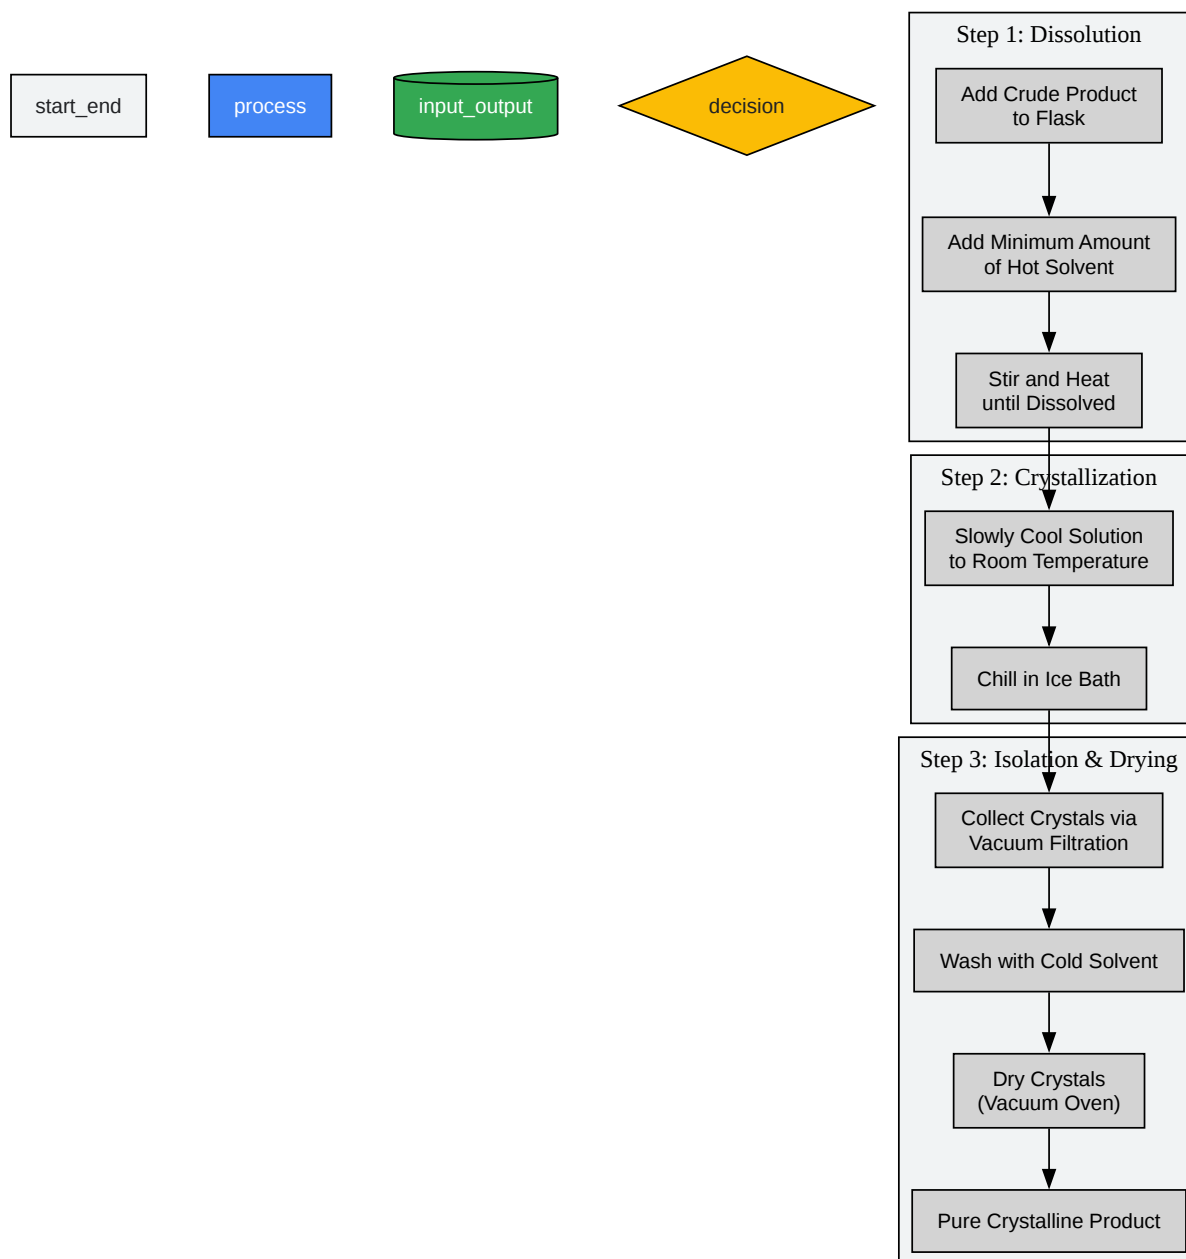 start_end
process
input_output
decision
Step 1: Dissolution
Add Crude Product
to Flask
Add Minimum Amount
of Hot Solvent
Stir and Heat
until Dissolved
Step 2: Crystallization
Slowly Cool Solution
to Room Temperature
Chill in Ice Bath
Step 3: Isolation & Drying
Collect Crystals via
Vacuum Filtration
Wash with Cold Solvent
Dry Crystals
(Vacuum Oven)
Pure Crystalline Product